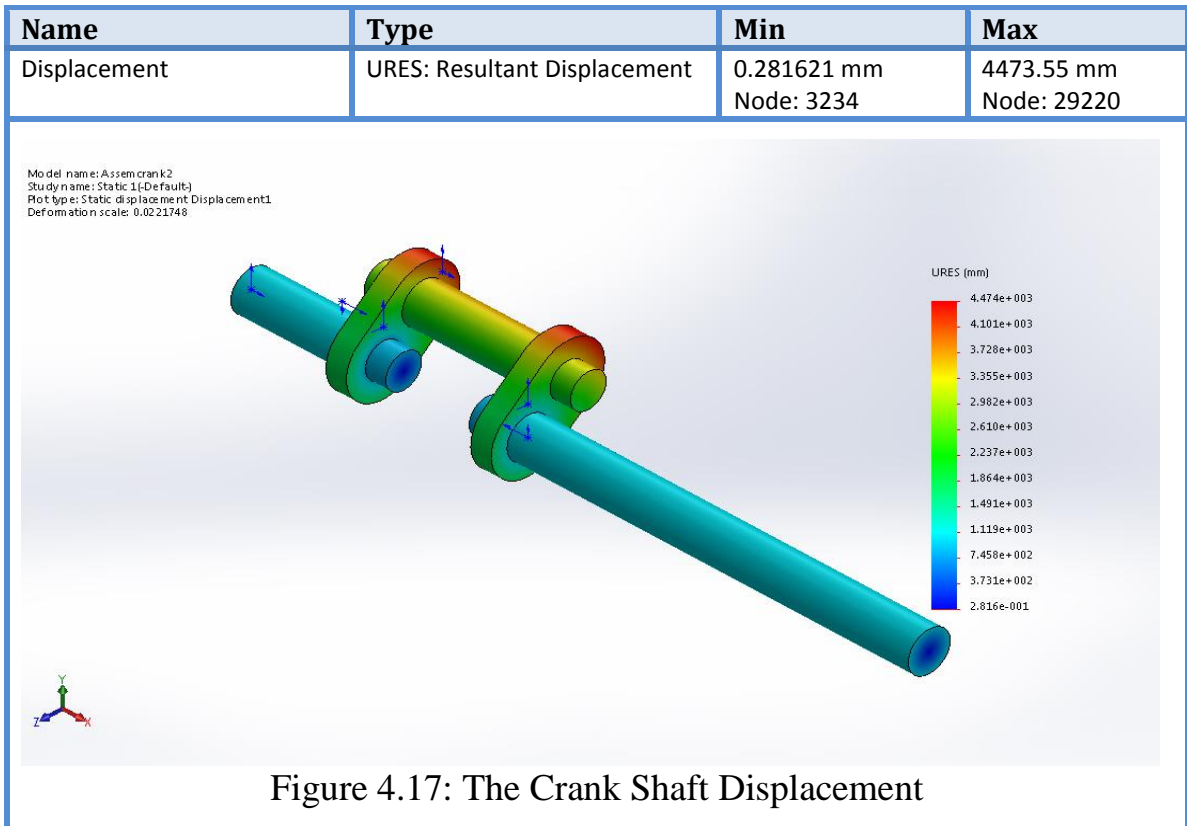 Name Type Min Max
Displacement URES: Resultant Displacement 0.281621 mm 4473.55 mm
Node: 3234 Node: 29220
Model name: Assemcrank2
Study name: Static 1(-Default-)
Plot type: Static displacement Displacement1
Deformation scale: 0.0221748
URES (mm)
4.474e+003
4.101e+003
3.728e+003
3.355e+003
2.982e+003
2.610e+003
2.237e+003
1.864e+003
1.491e+003
1.119e+003
7.458e+002
3.731e+002
2.816e-001
Y
Z X
Figure 4.17: The Crank Shaft Displacement